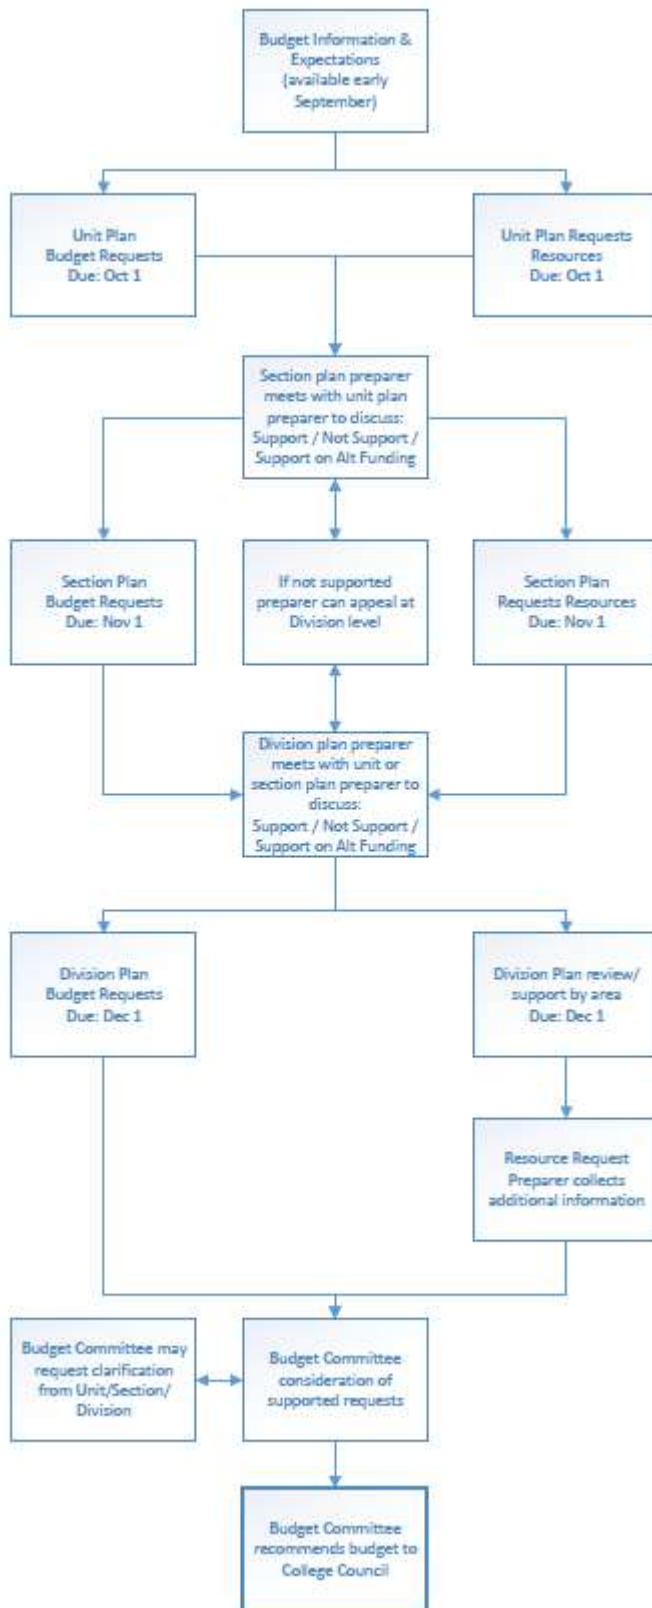 Budget Information &
Expectations
(available early
September)
Unit Plan
Budget Requests
Due: Oct 1
Unit Plan Requests
Resources
Due: Oct 1
Section plan preparer
meets with unit plan
preparer to discuss:
Support / Not Support /
Support on Alt Funding
Section Plan
Budget Requests
Due: Nov 1
If not supported
preparer can appeal at
Division level
Section Plan
Requests Resources
Due: Nov 1
Division plan preparer
meets with unit or
section plan preparer to
discuss:
Support / Not Support /
Support on Alt Funding
Division Plan
Budget Requests
Due: Dec 1
Division Plan review/
support by area
Due: Dec 1
Resource Request
Preparer collects
additional information
Budget Committee may
request clarification
from Unit/Section/
Division
Budget Committee
consideration of
supported requests
Budget Committee
recommends budget to
College Council